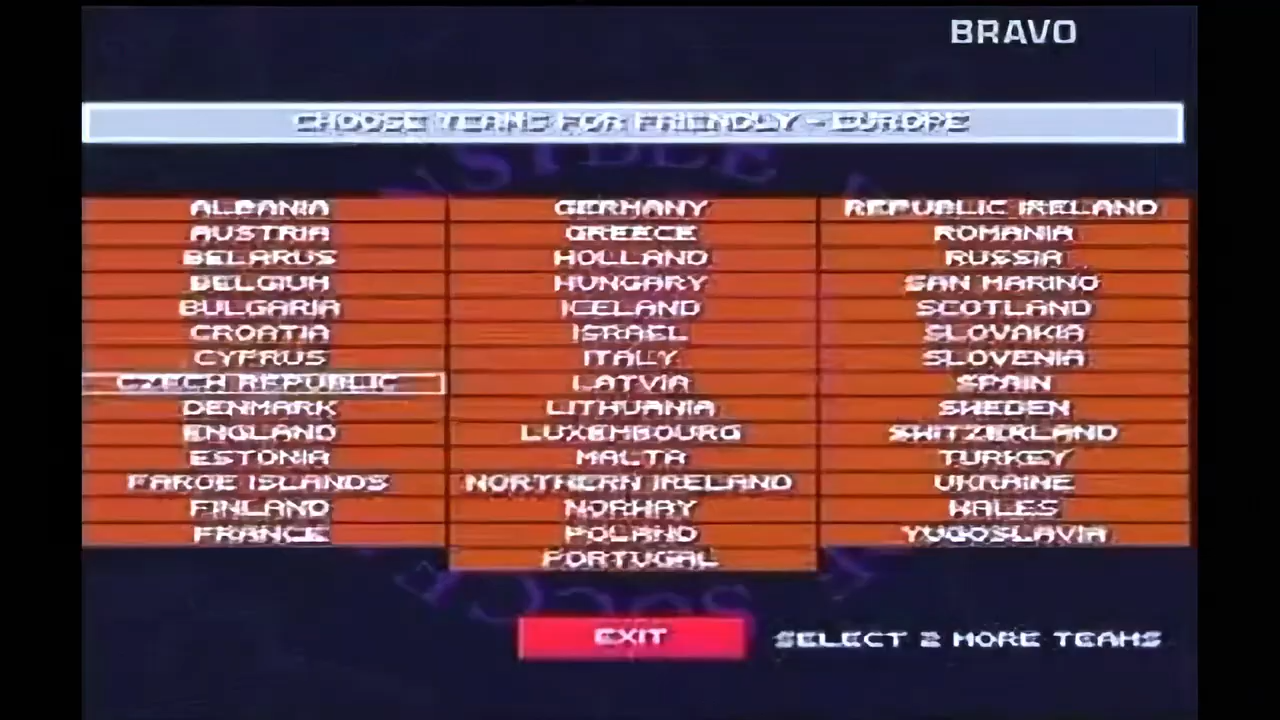 BRAVO
CHOOSE TEAMS FOR FRIENDLY - EUROPE
ALBANIA
AUSTRIA
BELARUS
BELGIUM
BULGARIA
CROATIA
CYPRUS
CZECH REPUBLIC
DENMARK
ENGLAND
ESTONIA
FAROE ISLANDS
FINLAND
FRANCE
GERMANY
GREECE
HOLLAND
HUNGARY
ICELAND
ISRAEL
ITALY
LATVIA
LITHUANIA
LUXEMBOURG
MALTA
NORTHERN IRELAND
NORWAY
POLAND
PORTUGAL
REPUBLIC IRELAND
ROMANIA
RUSSIA
SAN MARINO
SCOTLAND
SLOVAKIA
SLOVENIA
SPAIN
SWEDEN
SWITZERLAND
TURKEY
UKRAINE
WALES
YUGOSLAVIA
EXIT
SELECT 2 MORE TEAMS